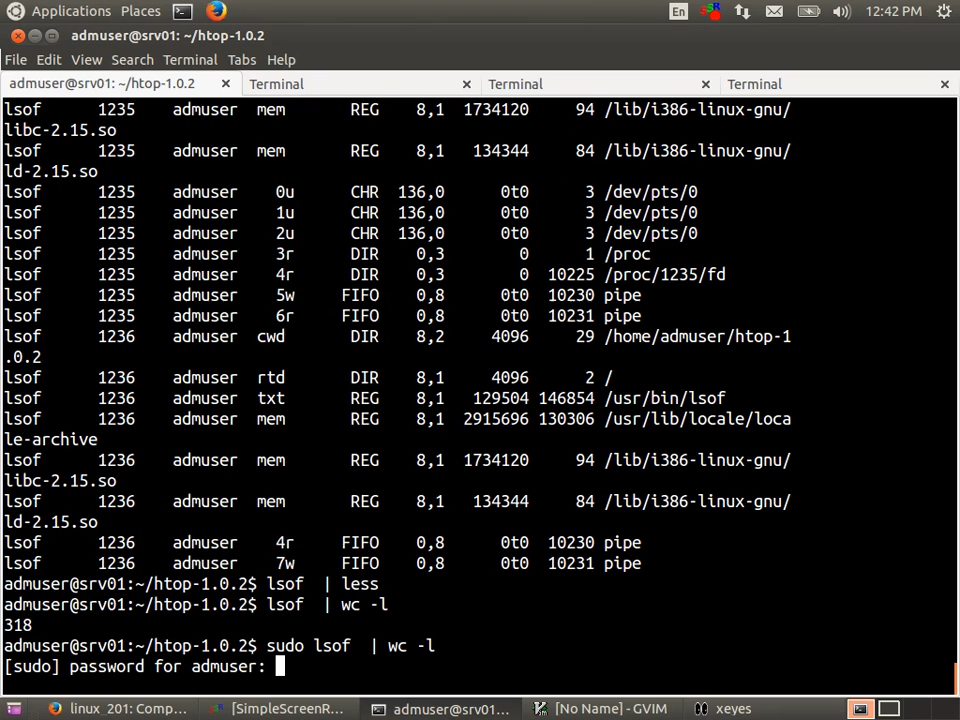 Applications Places En 12:42 PM
admuser@srv01: ~/htop-1.0.2
File Edit View Search Terminal Tabs Help
admuser@srv01: ~/htop-1.0.2 × Terminal × Terminal × Terminal ×
lsof 1235 admuser mem REG 8,1 1734120 94 /lib/i386-linux-gnu/
libc-2.15.so
lsof 1235 admuser mem REG 8,1 134344 84 /lib/i386-linux-gnu/
ld-2.15.so
lsof 1235 admuser 0u CHR 136,0 0t0 3 /dev/pts/0
lsof 1235 admuser 1u CHR 136,0 0t0 3 /dev/pts/0
lsof 1235 admuser 2u CHR 136,0 0t0 3 /dev/pts/0
lsof 1235 admuser 3r DIR 0,3 0 1 /proc
lsof 1235 admuser 4r DIR 0,3 0 10225 /proc/1235/fd
lsof 1235 admuser 5w FIFO 0,8 0t0 10230 pipe
lsof 1235 admuser 6r FIFO 0,8 0t0 10231 pipe
lsof 1236 admuser cwd DIR 8,2 4096 29 /home/admuser/htop-1
.0.2
lsof 1236 admuser rtd DIR 8,1 4096 2 /
lsof 1236 admuser txt REG 8,1 129504 146854 /usr/bin/lsof
lsof 1236 admuser mem REG 8,1 2915696 130306 /usr/lib/locale/loca
le-archive
lsof 1236 admuser mem REG 8,1 1734120 94 /lib/i386-linux-gnu/
libc-2.15.so
lsof 1236 admuser mem REG 8,1 134344 84 /lib/i386-linux-gnu/
ld-2.15.so
lsof 1236 admuser 4r FIFO 0,8 0t0 10230 pipe
lsof 1236 admuser 7w FIFO 0,8 0t0 10231 pipe
admuser@srv01:~/htop-1.0.2$ lsof | less
admuser@srv01:~/htop-1.0.2$ lsof | wc -l
318
admuser@srv01:~/htop-1.0.2$ sudo lsof | wc -l
[sudo] password for admuser:
linux_201: Comp... [SimpleScreenR... admuser@srv01... [No Name] - GVIM xeyes